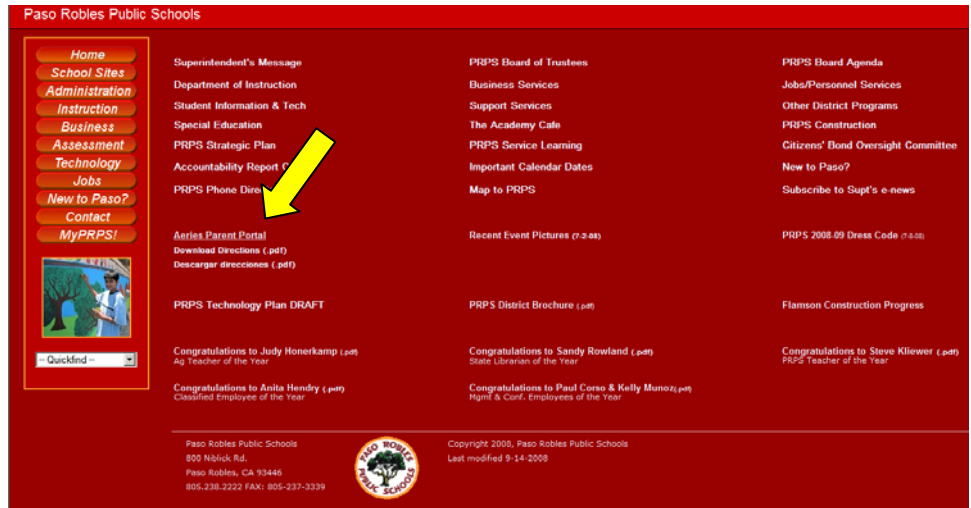 Paso Robles Public Schools
Home
School Sites
Administration
Instruction
Business
Assessment
Technology
Jobs
New to Paso?
Contact
MyPRPS!
-- Quickfind --
Superintendent's Message
PRPS Board of Trustees
PRPS Board Agenda
Department of Instruction
Business Services
Jobs/Personnel Services
Student Information & Tech
Support Services
Other District Programs
Special Education
The Academy Cafe
PRPS Construction
PRPS Strategic Plan
PRPS Service Learning
Citizens' Bond Oversight Committee
Accountability Report
Important Calendar Dates
New to Paso?
PRPS Phone
Map to PRPS
Subscribe to Supt's e-news
Aeries Parent Portal
Recent Event Pictures (7-2-08)
PRPS 2008-09 Dress Code
Download Directions (.pdf)
Descargar direcciones (.pdf)
PRPS Technology Plan DRAFT
PRPS District Brochure (.pdf)
Flamson Construction Progress
Congratulations to Judy Honerkamp (.pdf)
Ag Teacher of the Year
Congratulations to Sandy Rowland (.pdf)
State Librarian of the Year
Congratulations to Steve Kliewer (.pdf)
PRPS Teacher of the Year
Congratulations to Anita Hendry (.pdf)
Classified Employee of the Year
Congratulations to Paul Corso & Kelly Munoz(.pdf)
Mgmt & Conf. Employees of the Year
Paso Robles Public Schools
800 Niblick Rd.
Paso Robles, CA 93446
805.238.2222 FAX: 805-237-3339
PASO ROBLES
PUBLIC SCHOOLS
Copyright 2008, Paso Robles Public Schools
Last modified 9-14-2008